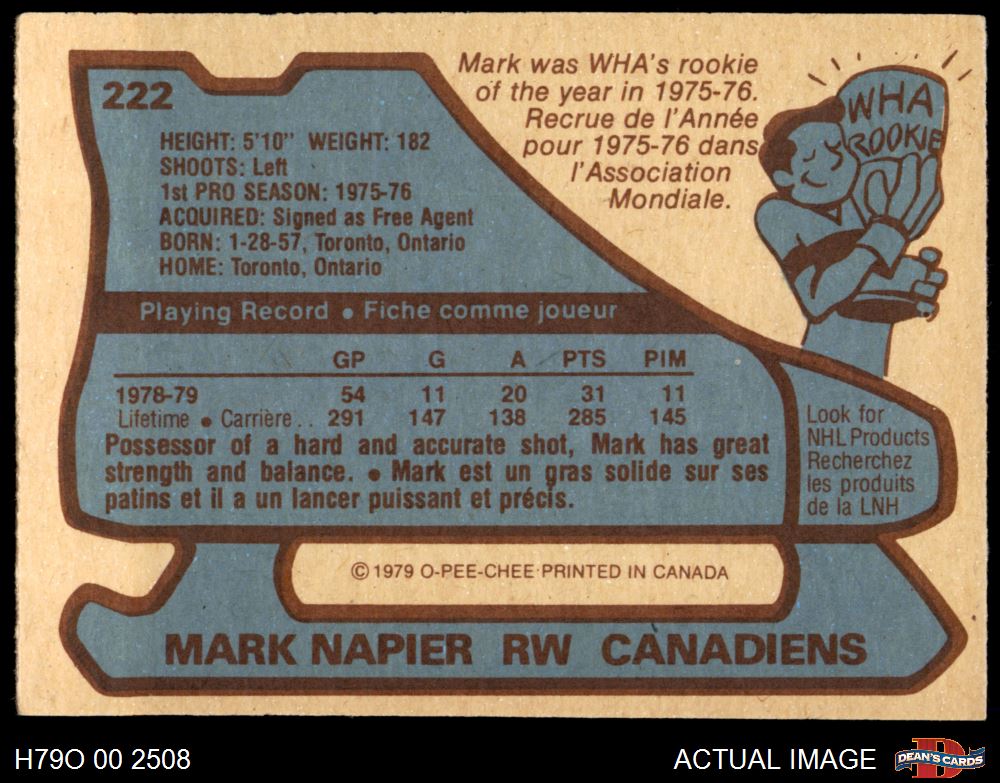 222
Mark was WHA's rookie
of the year in 1975-76.
Recrue de l'Année
pour 1975-76 dans
l'Association
Mondiale.
WHA
ROOKIE
HEIGHT: 5'10" WEIGHT: 182
SHOOTS: Left
1st PRO SEASON: 1975-76
ACQUIRED: Signed as Free Agent
BORN: 1-28-57, Toronto, Ontario
HOME: Toronto, Ontario
Playing Record • Fiche comme joueur
GP G A PTS PIM
1978-79 54 11 20 31 11
Lifetime • Carrière.. 291 147 138 285 145
Possessor of a hard and accurate shot, Mark has great
strength and balance. • Mark est un gras solide sur ses
patins et il a un lancer puissant et précis.
Look for
NHL Products
Recherchez
les produits
de la LNH
© 1979 O-PEE-CHEE PRINTED IN CANADA
MARK NAPIER RW CANADIENS
H79O 00 2508
ACTUAL IMAGE
D
DEAN'S CARDS